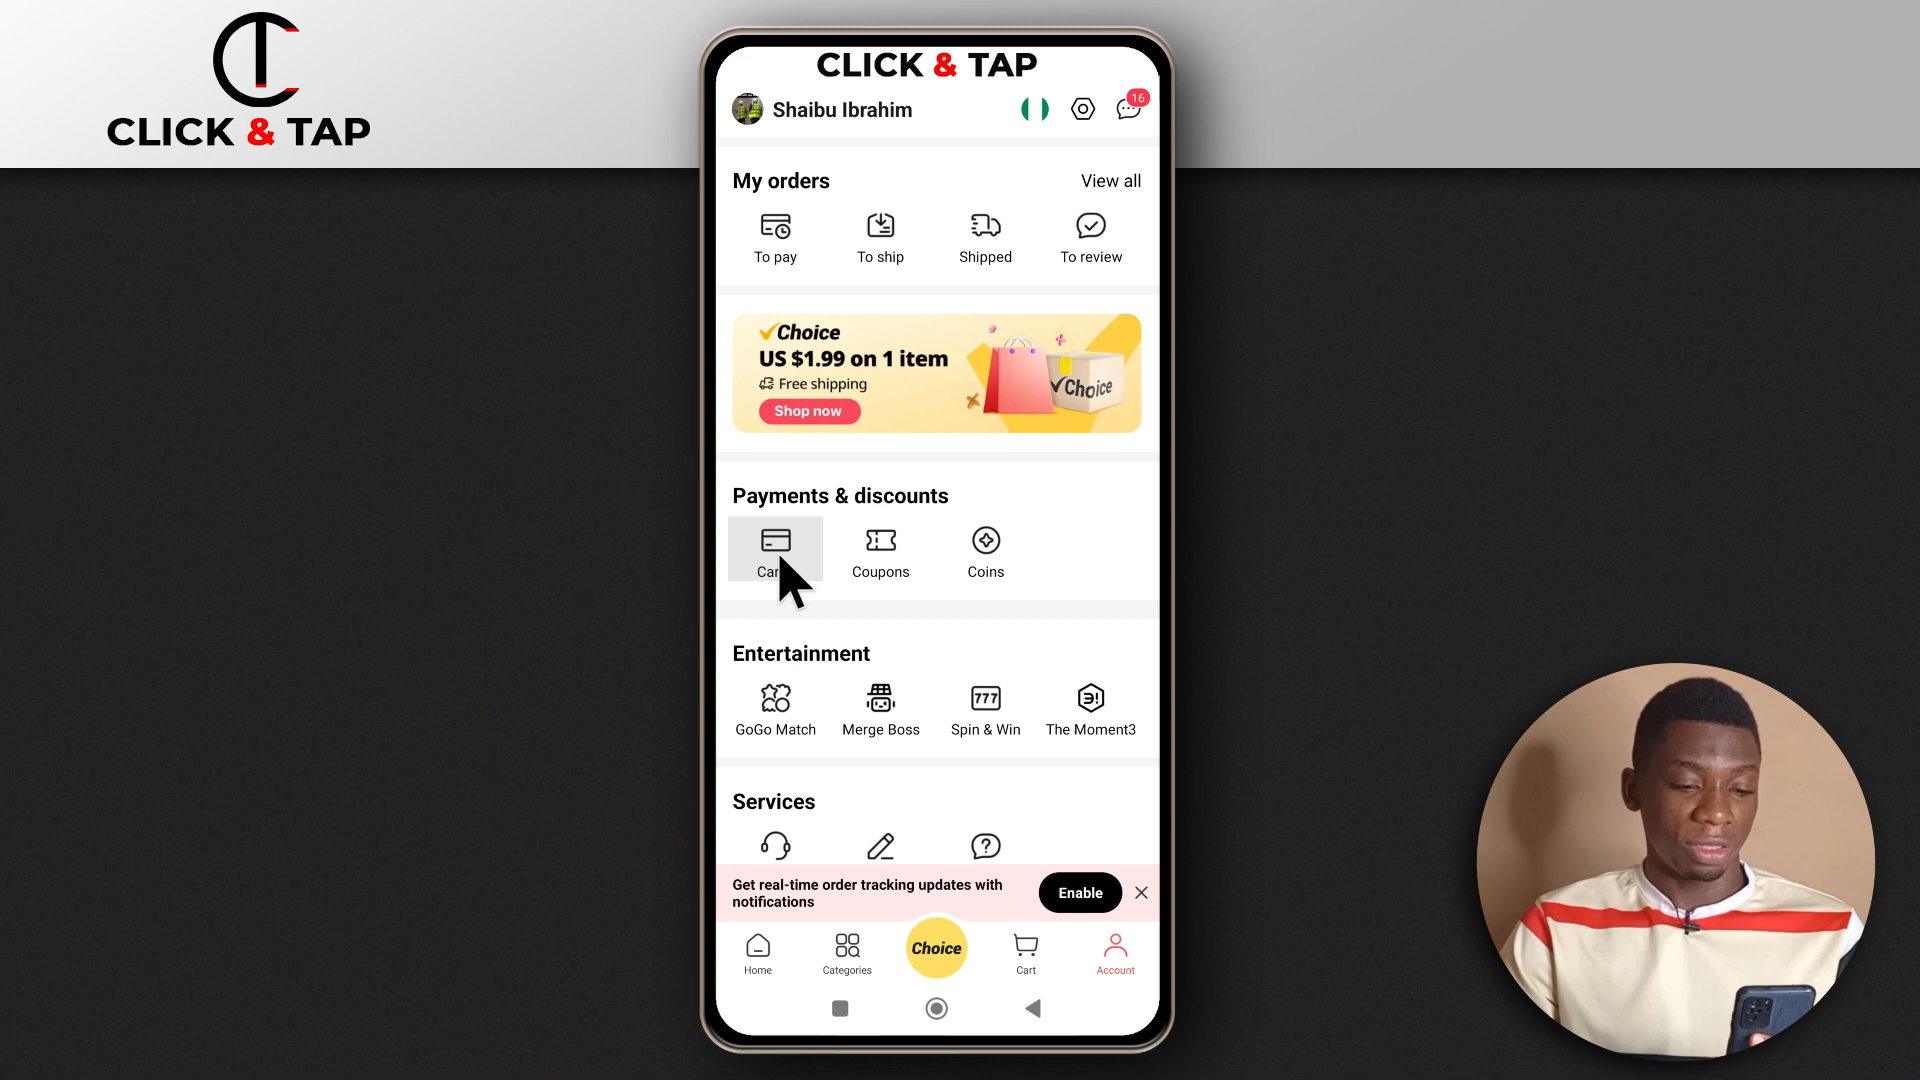 CLICK & TAP
CLICK & TAP
Shaibu Ibrahim
16
My orders
View all
To pay
To ship
Shipped
To review
Choice
US $1.99 on 1 item
Free shipping
Shop now
Choice
Payments & discounts
Coupons
Coins
Entertainment
777
GoGo Match
Merge Boss
Spin & Win
The Moment3
Services
Get real-time order tracking updates with
notifications
Enable
Home
Categories
Choice
Cart
Account